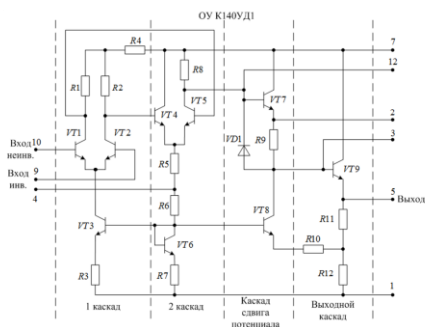 ОУ К140УД1
R4
7
12
R1
R2
R8
VT4
VT5
VT7
2
10
Вход
неинв.
VT1
VT2
VD1
R9
3
9
Вход
инв.
4
R5
VT9
5
Выход
R6
R11
VT3
VT6
VT8
R10
R3
R7
R12
1
1 каскад
2 каскад
Каскад
сдвига
потенциала
Выходной
каскад